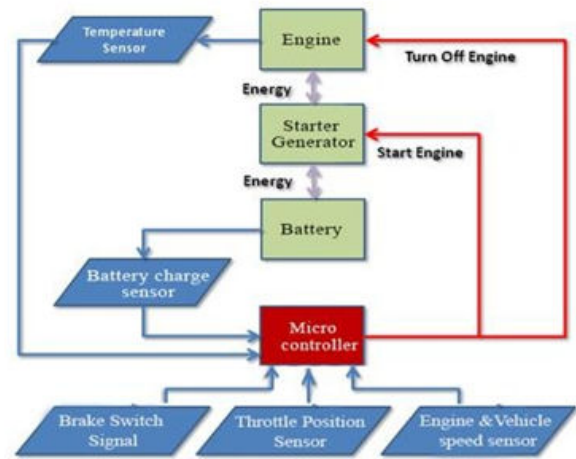 Temperature
Sensor
Engine
Turn Off Engine
Energy
Starter
Generator
Start Engine
Energy
Battery
Battery charge
sensor
Micro
controller
Brake Switch
Signal
Throttle Position
Sensor
Engine & Vehicle
speed sensor